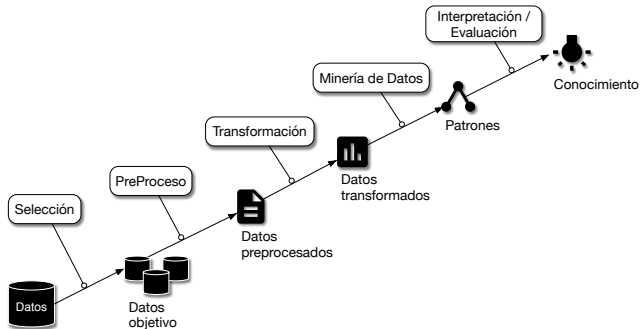 Interpretación /
Evaluación
Conocimiento
Minería de Datos
Patrones
Transformación
Datos
transformados
PreProceso
Datos
preprocesados
Selección
Datos
Datos
objetivo